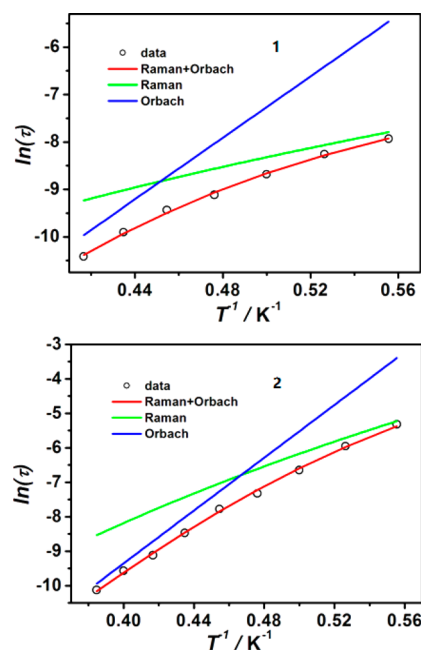 1
data
Raman+Orbach
Raman
Orbach
-6
-7
-8
-9
-10
ln(τ)
0.44 0.48 0.52 0.56
T⁻¹ / K⁻¹
2
data
Raman+Orbach
Raman
Orbach
-3
-4
-5
-6
-7
-8
-9
-10
ln(τ)
0.40 0.44 0.48 0.52 0.56
T⁻¹ / K⁻¹